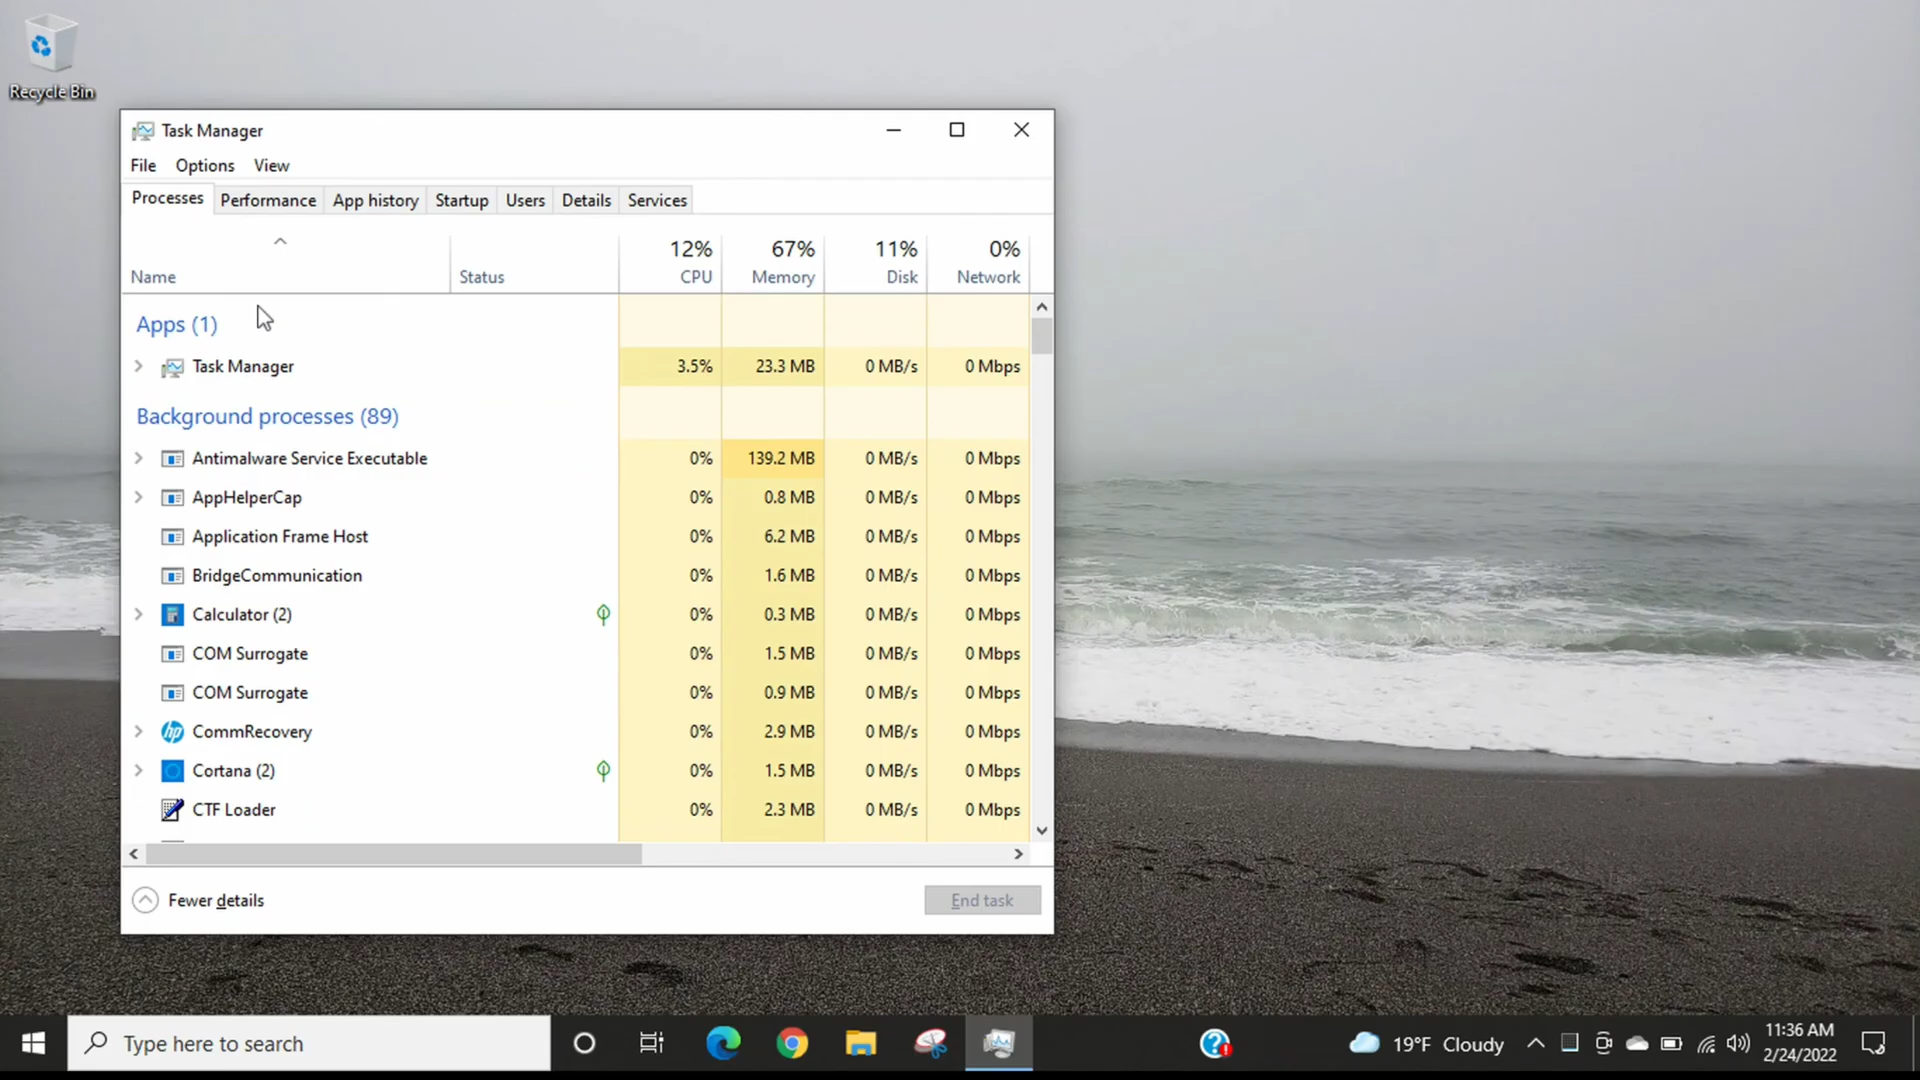 Recycle Bin
Task Manager
File Options View
Processes Performance App history Startup Users Details Services
12% 67% 11% 0%
Name Status CPU Memory Disk Network
Apps (1)
Task Manager 3.5% 23.3 MB 0 MB/s 0 Mbps
Background processes (89)
Antimalware Service Executable 0% 139.2 MB 0 MB/s 0 Mbps
AppHelperCap 0% 0.8 MB 0 MB/s 0 Mbps
Application Frame Host 0% 6.2 MB 0 MB/s 0 Mbps
BridgeCommunication 0% 1.6 MB 0 MB/s 0 Mbps
Calculator (2) 0% 0.3 MB 0 MB/s 0 Mbps
COM Surrogate 0% 1.5 MB 0 MB/s 0 Mbps
COM Surrogate 0% 0.9 MB 0 MB/s 0 Mbps
hp CommRecovery 0% 2.9 MB 0 MB/s 0 Mbps
Cortana (2) 0% 1.5 MB 0 MB/s 0 Mbps
CTF Loader 0% 2.3 MB 0 MB/s 0 Mbps
Fewer details End task
Type here to search 19°F Cloudy 11:36 AM
2/24/2022